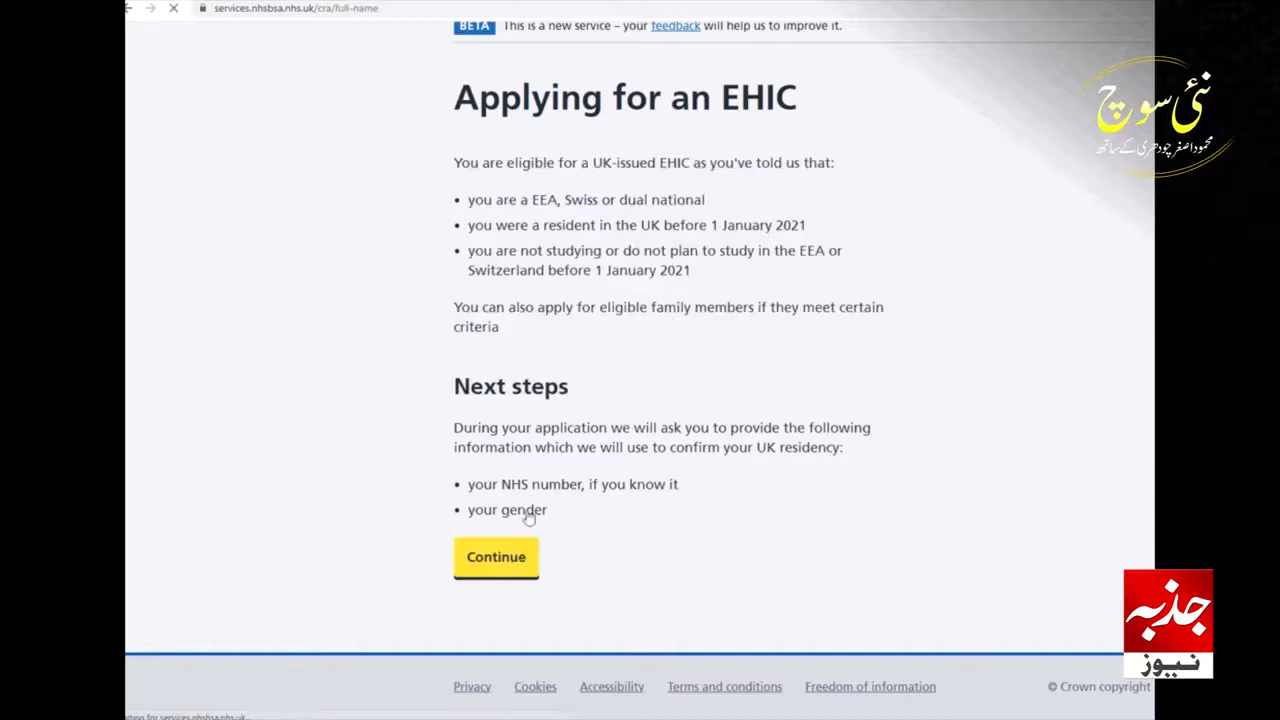 services.nhsbsa.nhs.uk/cra/full-name
BETA This is a new service – your feedback will help us to improve it.
Applying for an EHIC
نئی سوچ
محمود اصغر چودھری کے ساتھ
You are eligible for a UK-issued EHIC as you've told us that:
• you are a EEA, Swiss or dual national
• you were a resident in the UK before 1 January 2021
• you are not studying or do not plan to study in the EEA or
Switzerland before 1 January 2021
You can also apply for eligible family members if they meet certain
criteria
Next steps
During your application we will ask you to provide the following
information which we will use to confirm your UK residency:
• your NHS number, if you know it
• your gender
Continue
جذبہ
نیوز
Privacy Cookies Accessibility Terms and conditions Freedom of information © Crown copyright
for services.nhsbsa.nhs.uk...